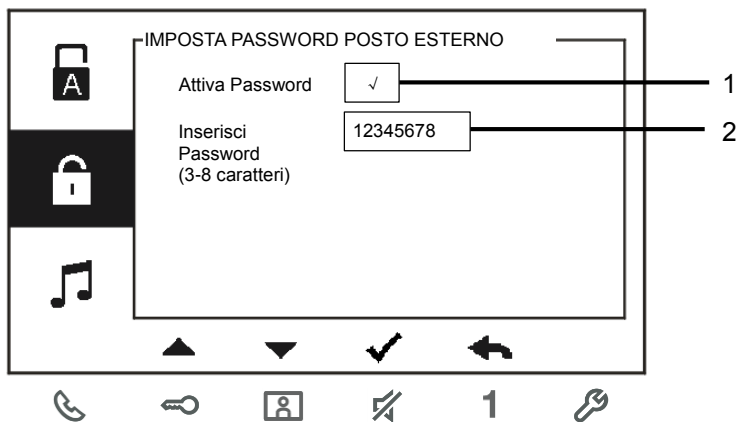 IMPOSTA PASSWORD POSTO ESTERNO
A
Attiva Password √
1
Inserisci
Password
(3-8 caratteri)
12345678
2
1